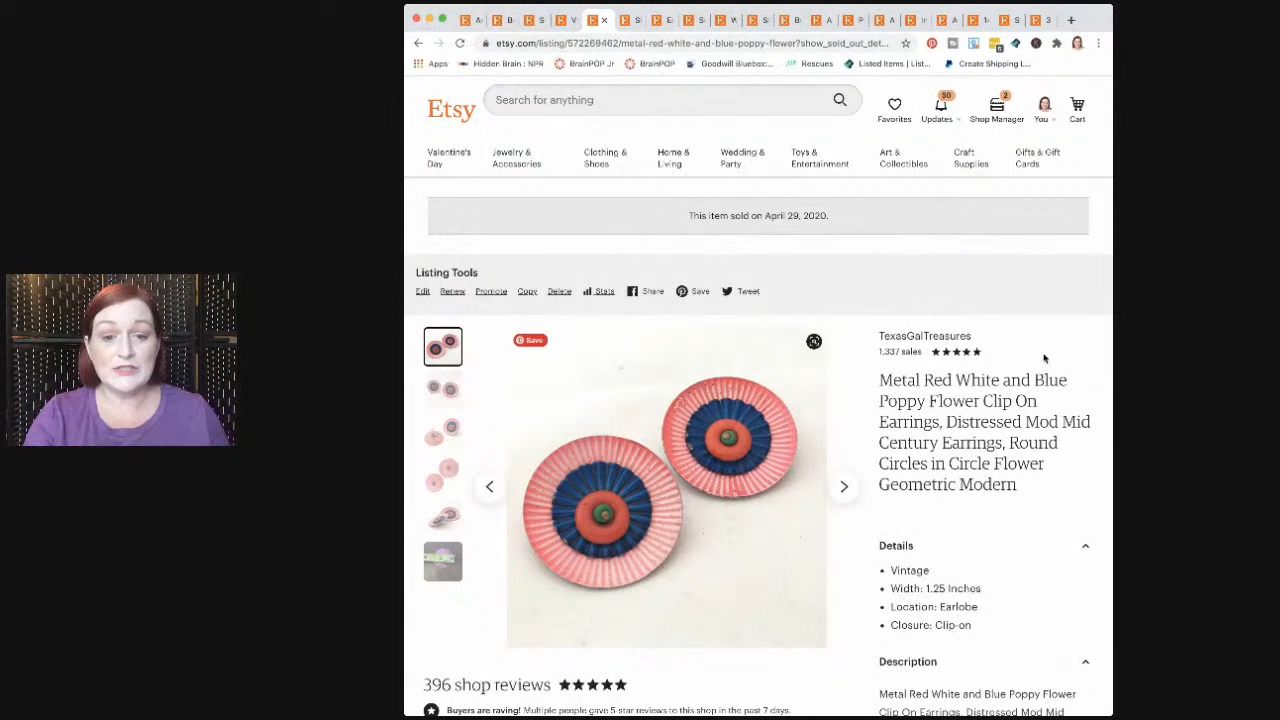 etsy.com/listing/572269462/metal-red-white-and-blue-poppy-flower?show_sold_out_det...
Apps
Hidden Brain : NPR
BrainPOP Jr
BrainPOP
Goodwill Bluebox:...
Rescues
Listed Items | List...
Create Shipping L...
Etsy
Search for anything
50
2
Favorites
Updates
Shop Manager
You
Cart
Valentine's Day
Jewelry & Accessories
Clothing & Shoes
Home & Living
Wedding & Party
Toys & Entertainment
Art & Collectibles
Craft Supplies
Gifts & Gift Cards
This item sold on April 29, 2020.
Listing Tools
Edit Renew Promote Copy Delete Stats Share Save Tweet
Save
TexasGalTreasures
1,337 sales
Metal Red White and Blue
Poppy Flower Clip On
Earrings, Distressed Mod Mid
Century Earrings, Round
Circles in Circle Flower
Geometric Modern
Details
• Vintage
• Width: 1.25 Inches
• Location: Earlobe
• Closure: Clip-on
Description
Metal Red White and Blue Poppy Flower
Clip On Earrings, Distressed Mod Mid
396 shop reviews
Buyers are raving! Multiple people gave 5-star reviews to this shop in the past 7 days.